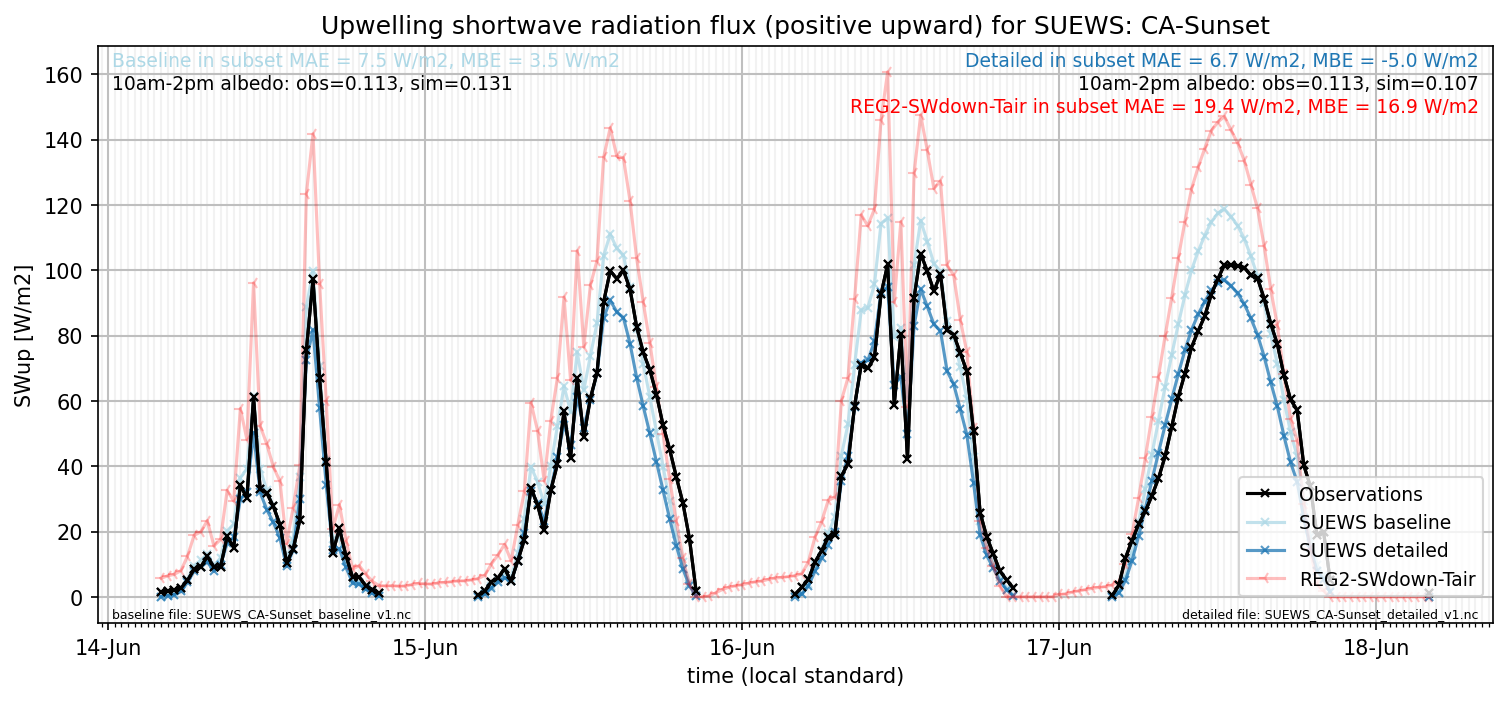 Upwelling shortwave radiation flux (positive upward) for SUEWS: CA-Sunset
Baseline in subset MAE = 7.5 W/m2, MBE = 3.5 W/m2
10am-2pm albedo: obs=0.113, sim=0.131
Detailed in subset MAE = 6.7 W/m2, MBE = -5.0 W/m2
10am-2pm albedo: obs=0.113, sim=0.107
REG2-SWdown-Tair in subset MAE = 19.4 W/m2, MBE = 16.9 W/m2
SWup [W/m2]
160
140
120
100
80
60
40
20
0
Observations
SUEWS baseline
SUEWS detailed
REG2-SWdown-Tair
baseline file: SUEWS_CA-Sunset_baseline_v1.nc
detailed file: SUEWS_CA-Sunset_detailed_v1.nc
14-Jun
15-Jun
16-Jun
17-Jun
18-Jun
time (local standard)